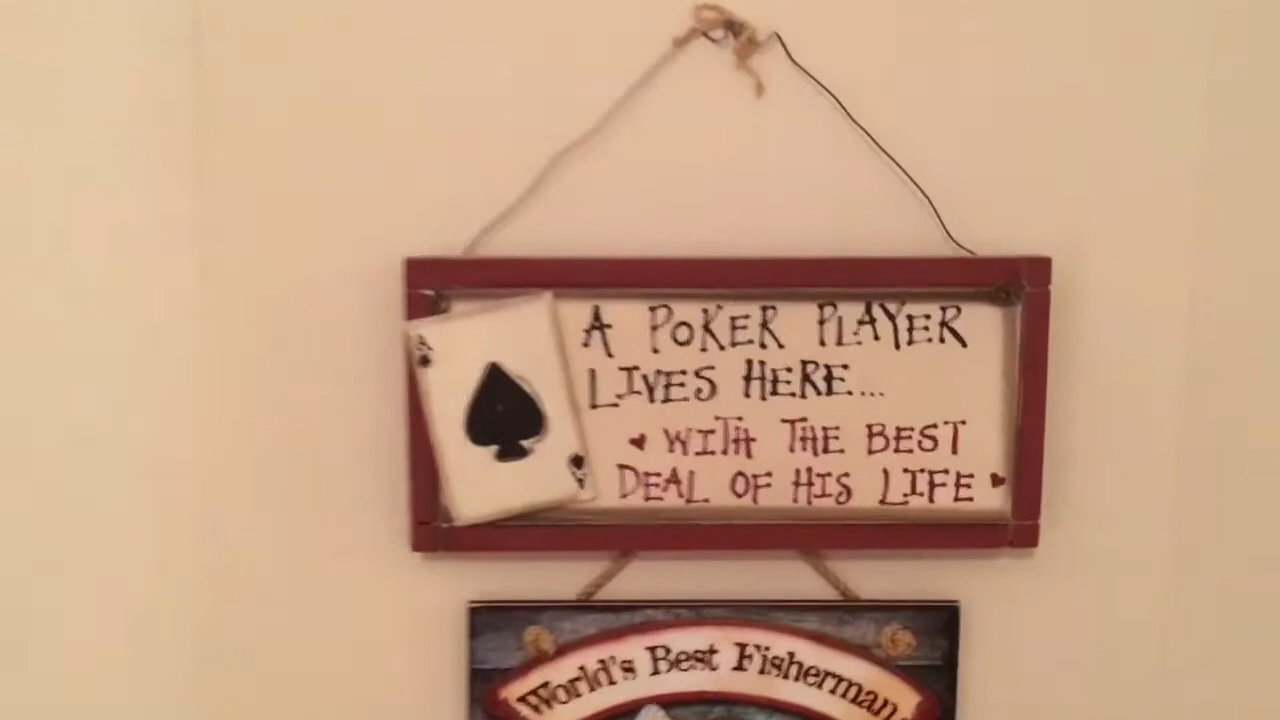 A POKER PLAYER
LIVES HERE...
WITH THE BEST
DEAL OF HIS LIFE
A
A
World's Best Fisherman